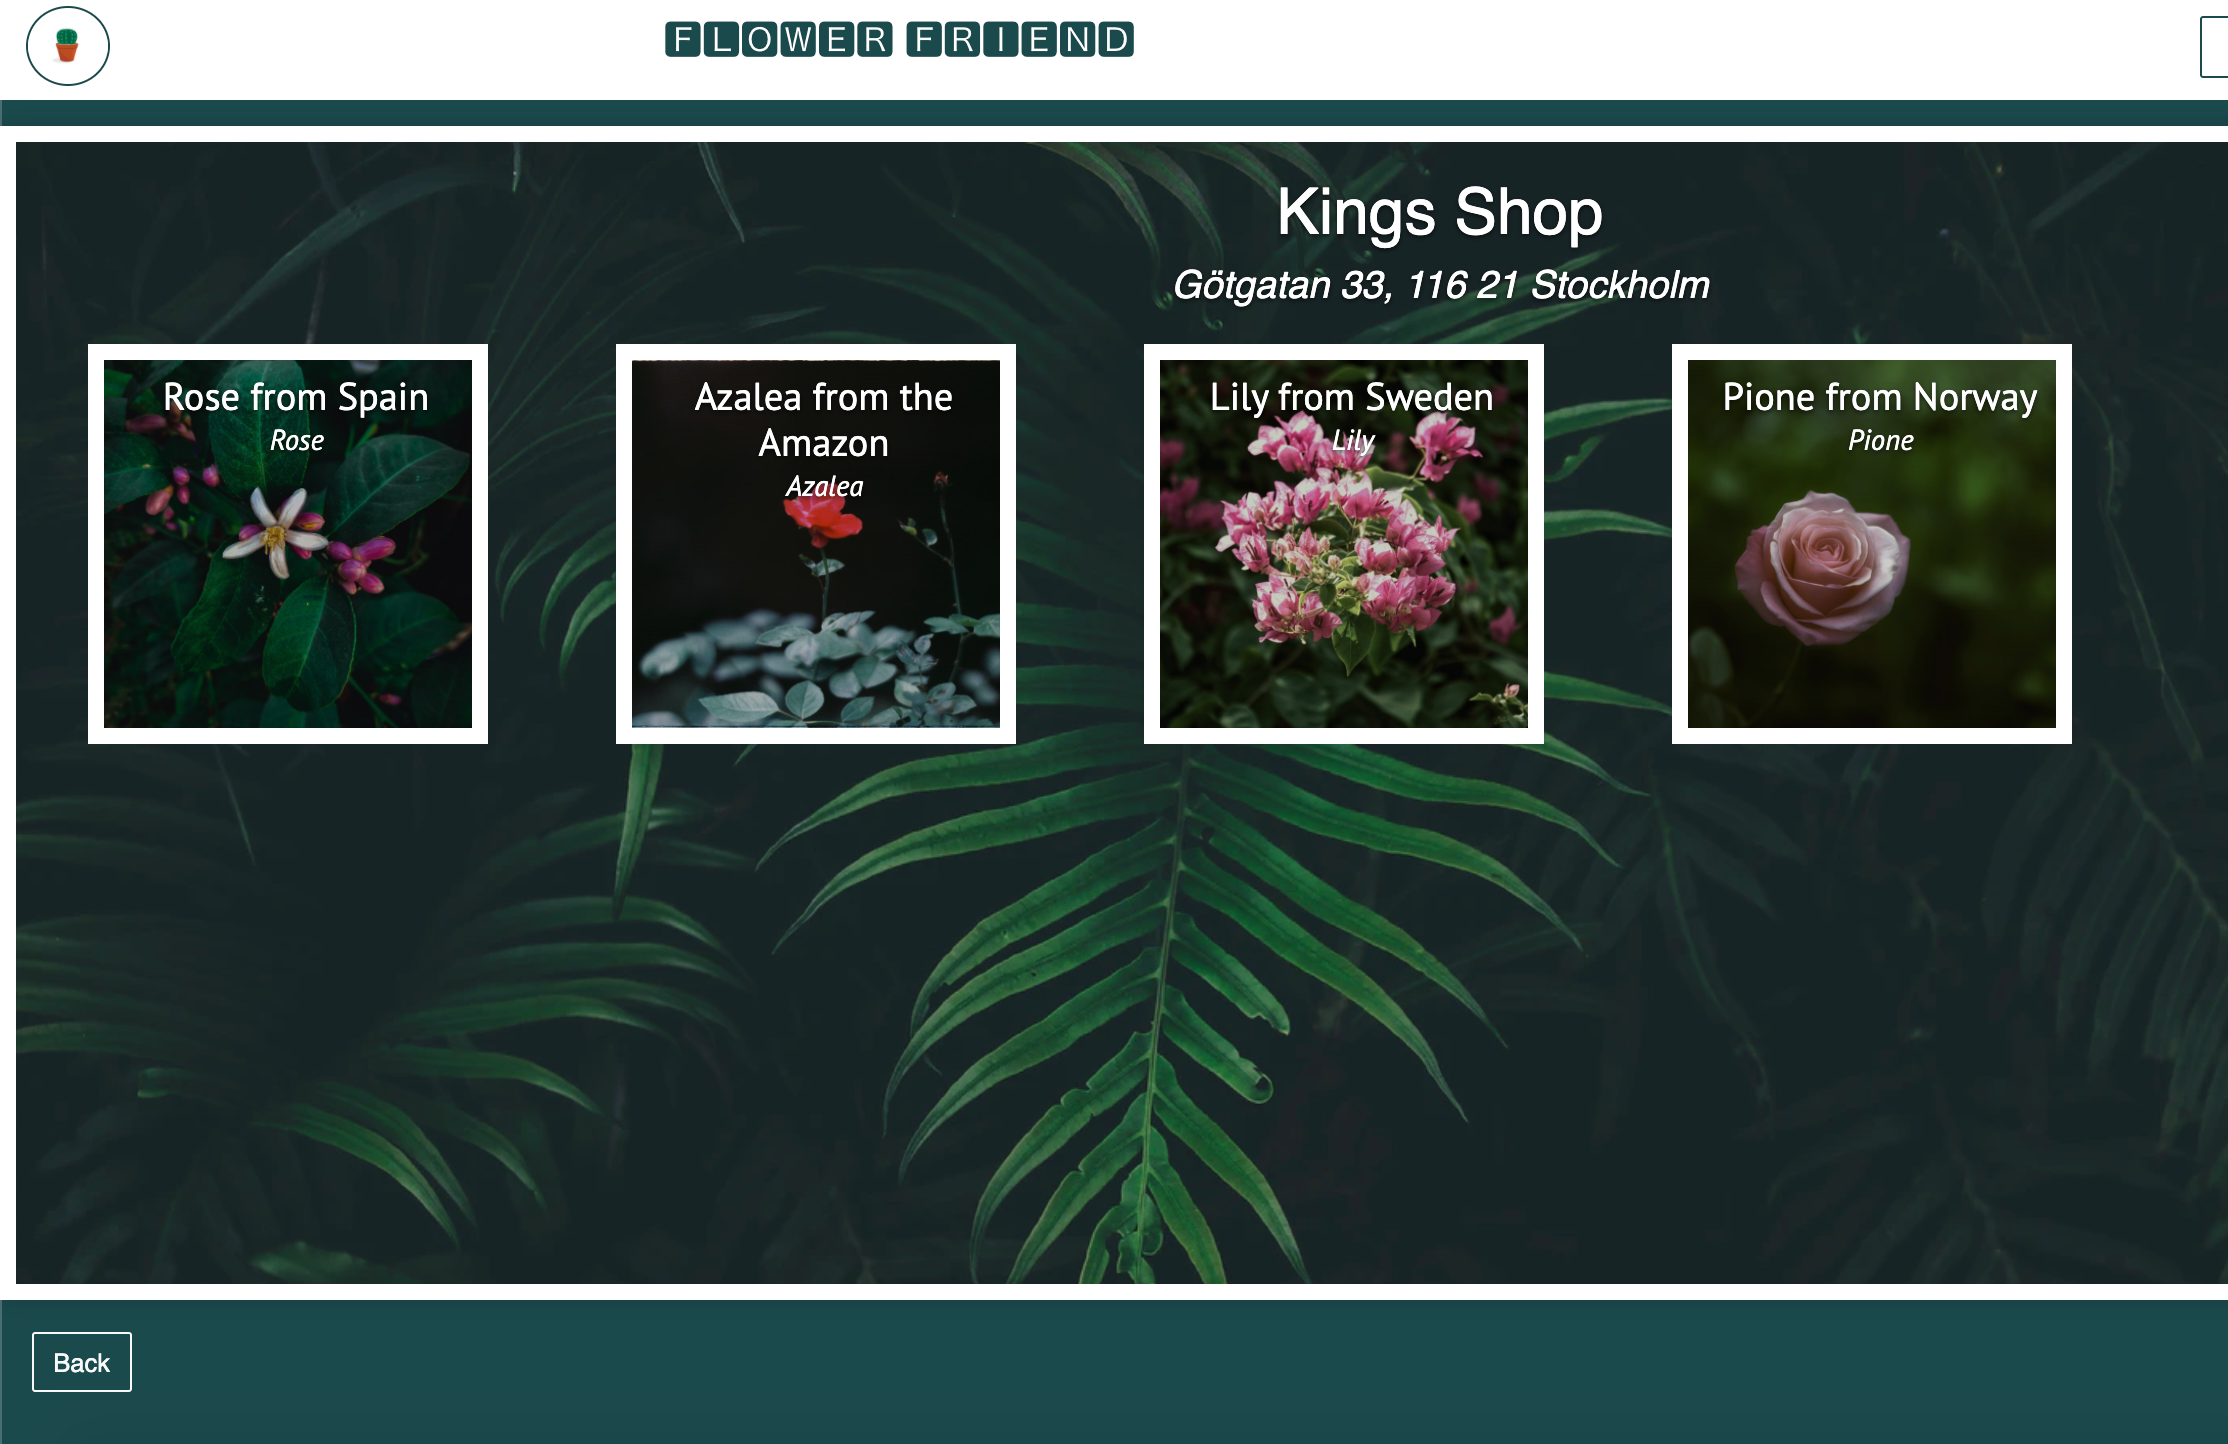 FLOWER FRIEND
Kings Shop
Götgatan 33, 116 21 Stockholm
Rose from Spain
Rose
Azalea from the
Amazon
Azalea
Lily from Sweden
Lily
Pione from Norway
Pione
Back